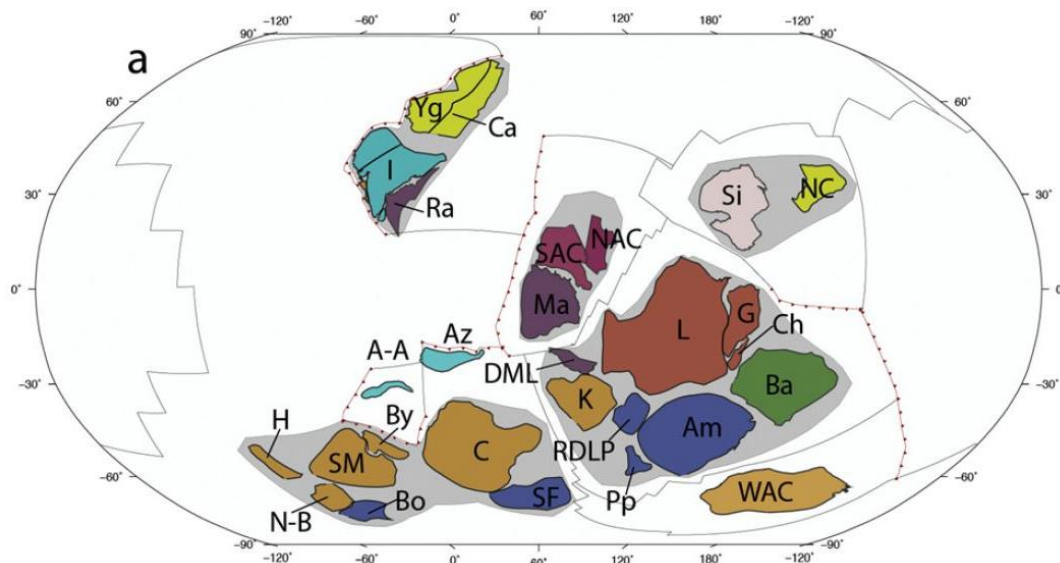 -120° -60° 0° 60° 120° 180° -120°
90° 90°
a
60° 60°
Yg
Ca
I
30° 30°
Ra
Si
NC
SAC
NAC
0° 0°
Ma
L
G
Ch
Az
A-A
DML
-30° -30°
K
Ba
H
By
RDLP
Am
SM
C
-60° -60°
N-B
Bo
SF
Pp
WAC
-90° -90°
-120° -60° 0° 60° 120° 180° -120°